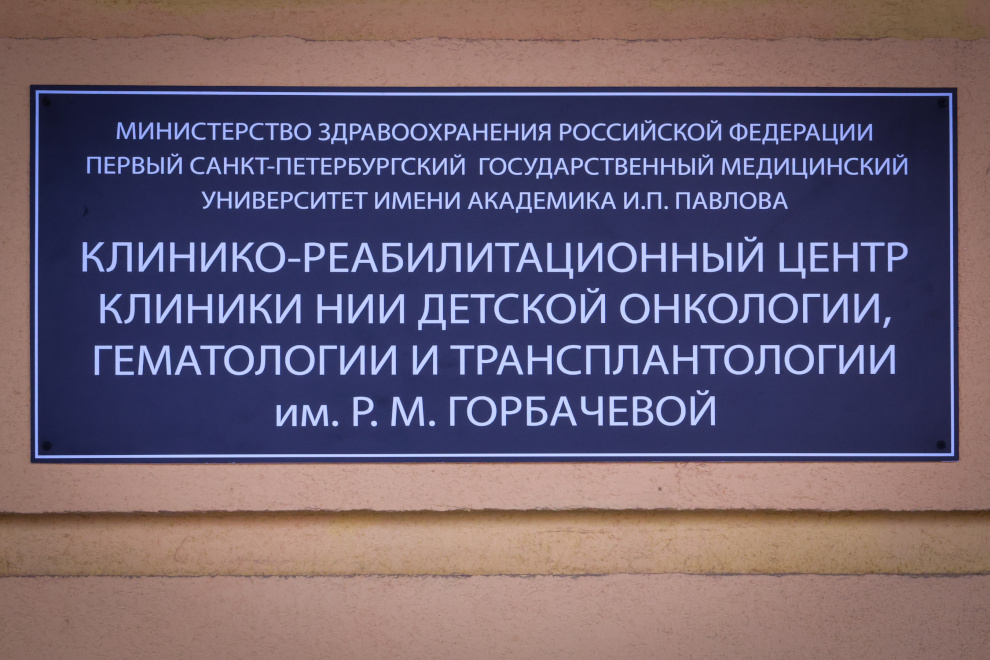 МИНИСТЕРСТВО ЗДРАВООХРАНЕНИЯ РОССИЙСКОЙ ФЕДЕРАЦИИ
ПЕРВЫЙ САНКТ-ПЕТЕРБУРГСКИЙ ГОСУДАРСТВЕННЫЙ МЕДИЦИНСКИЙ
УНИВЕРСИТЕТ ИМЕНИ АКАДЕМИКА И.П. ПАВЛОВА
КЛИНИКО-РЕАБИЛИТАЦИОННЫЙ ЦЕНТР
КЛИНИКИ НИИ ДЕТСКОЙ ОНКОЛОГИИ,
ГЕМАТОЛОГИИ И ТРАНСПЛАНТОЛОГИИ
им. Р. М. ГОРБАЧЕВОЙ